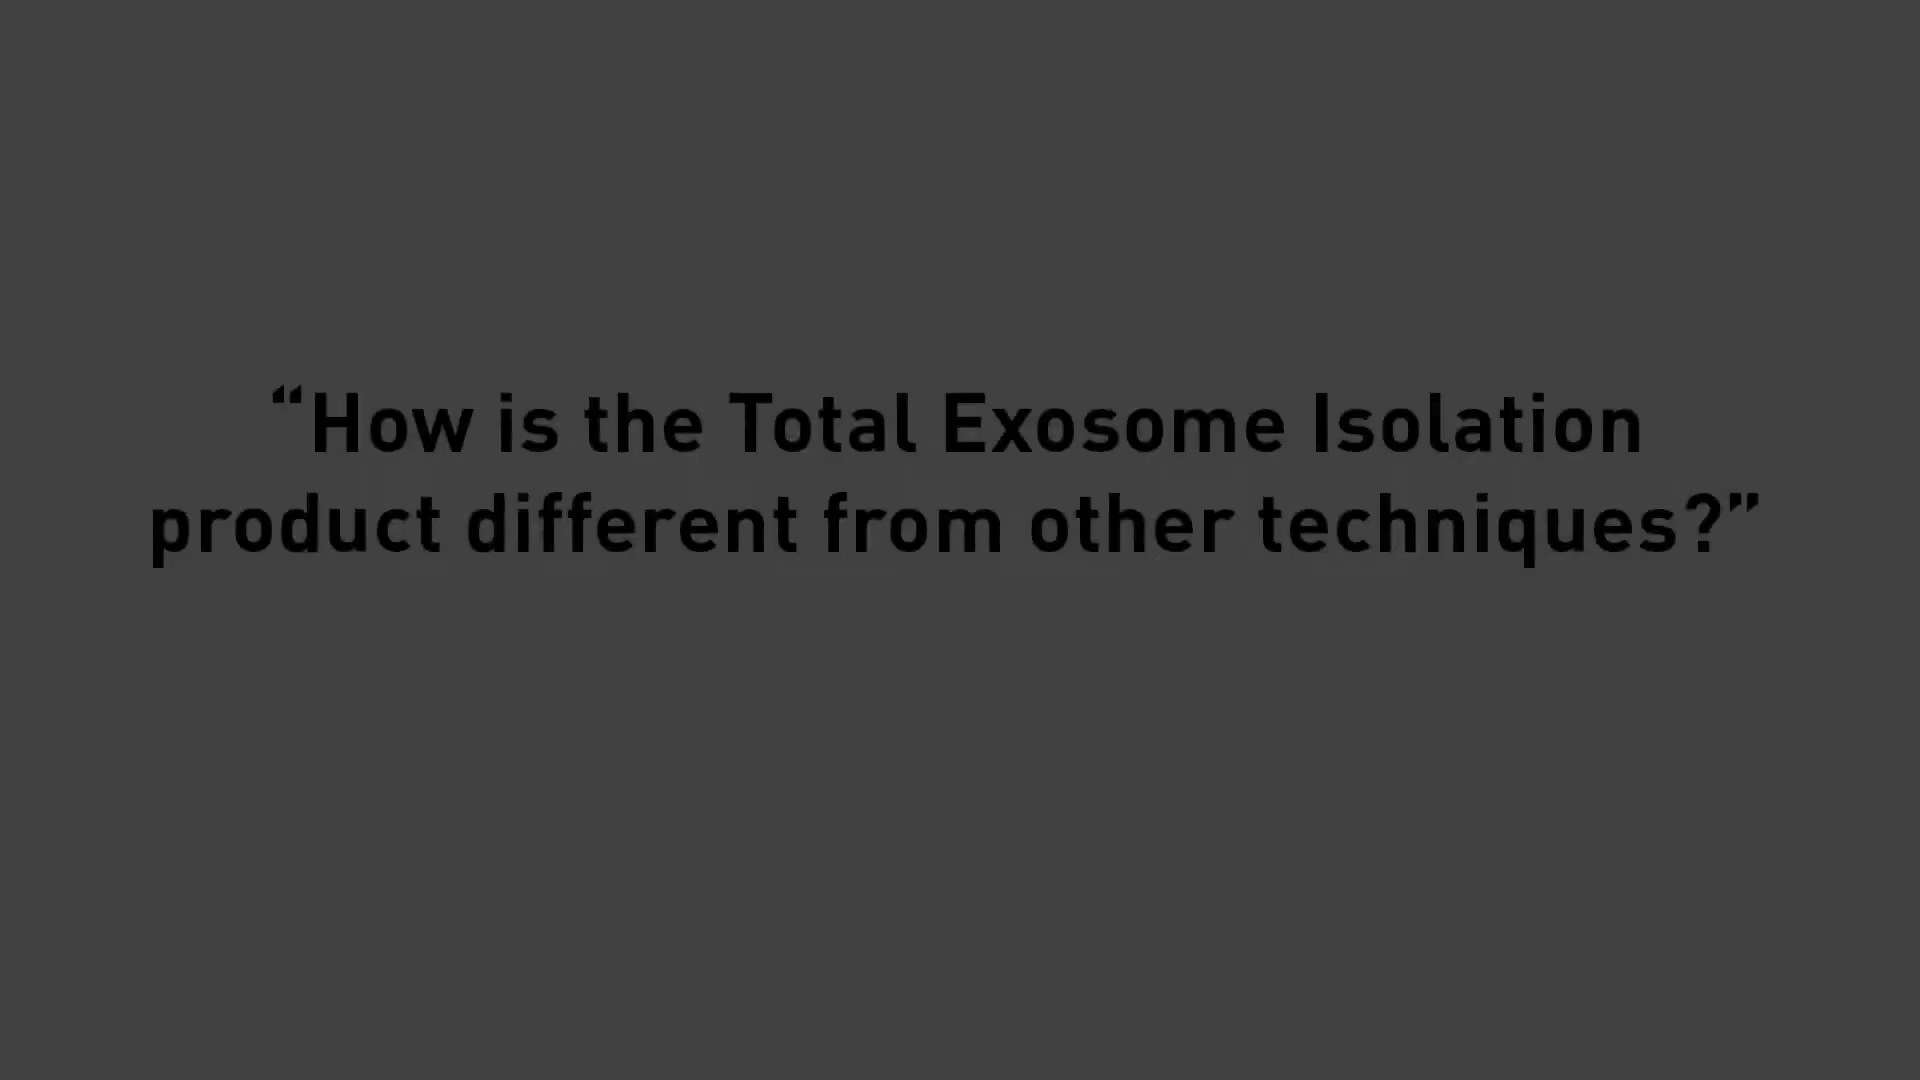 “How is the Total Exosome Isolation
product different from other techniques?”